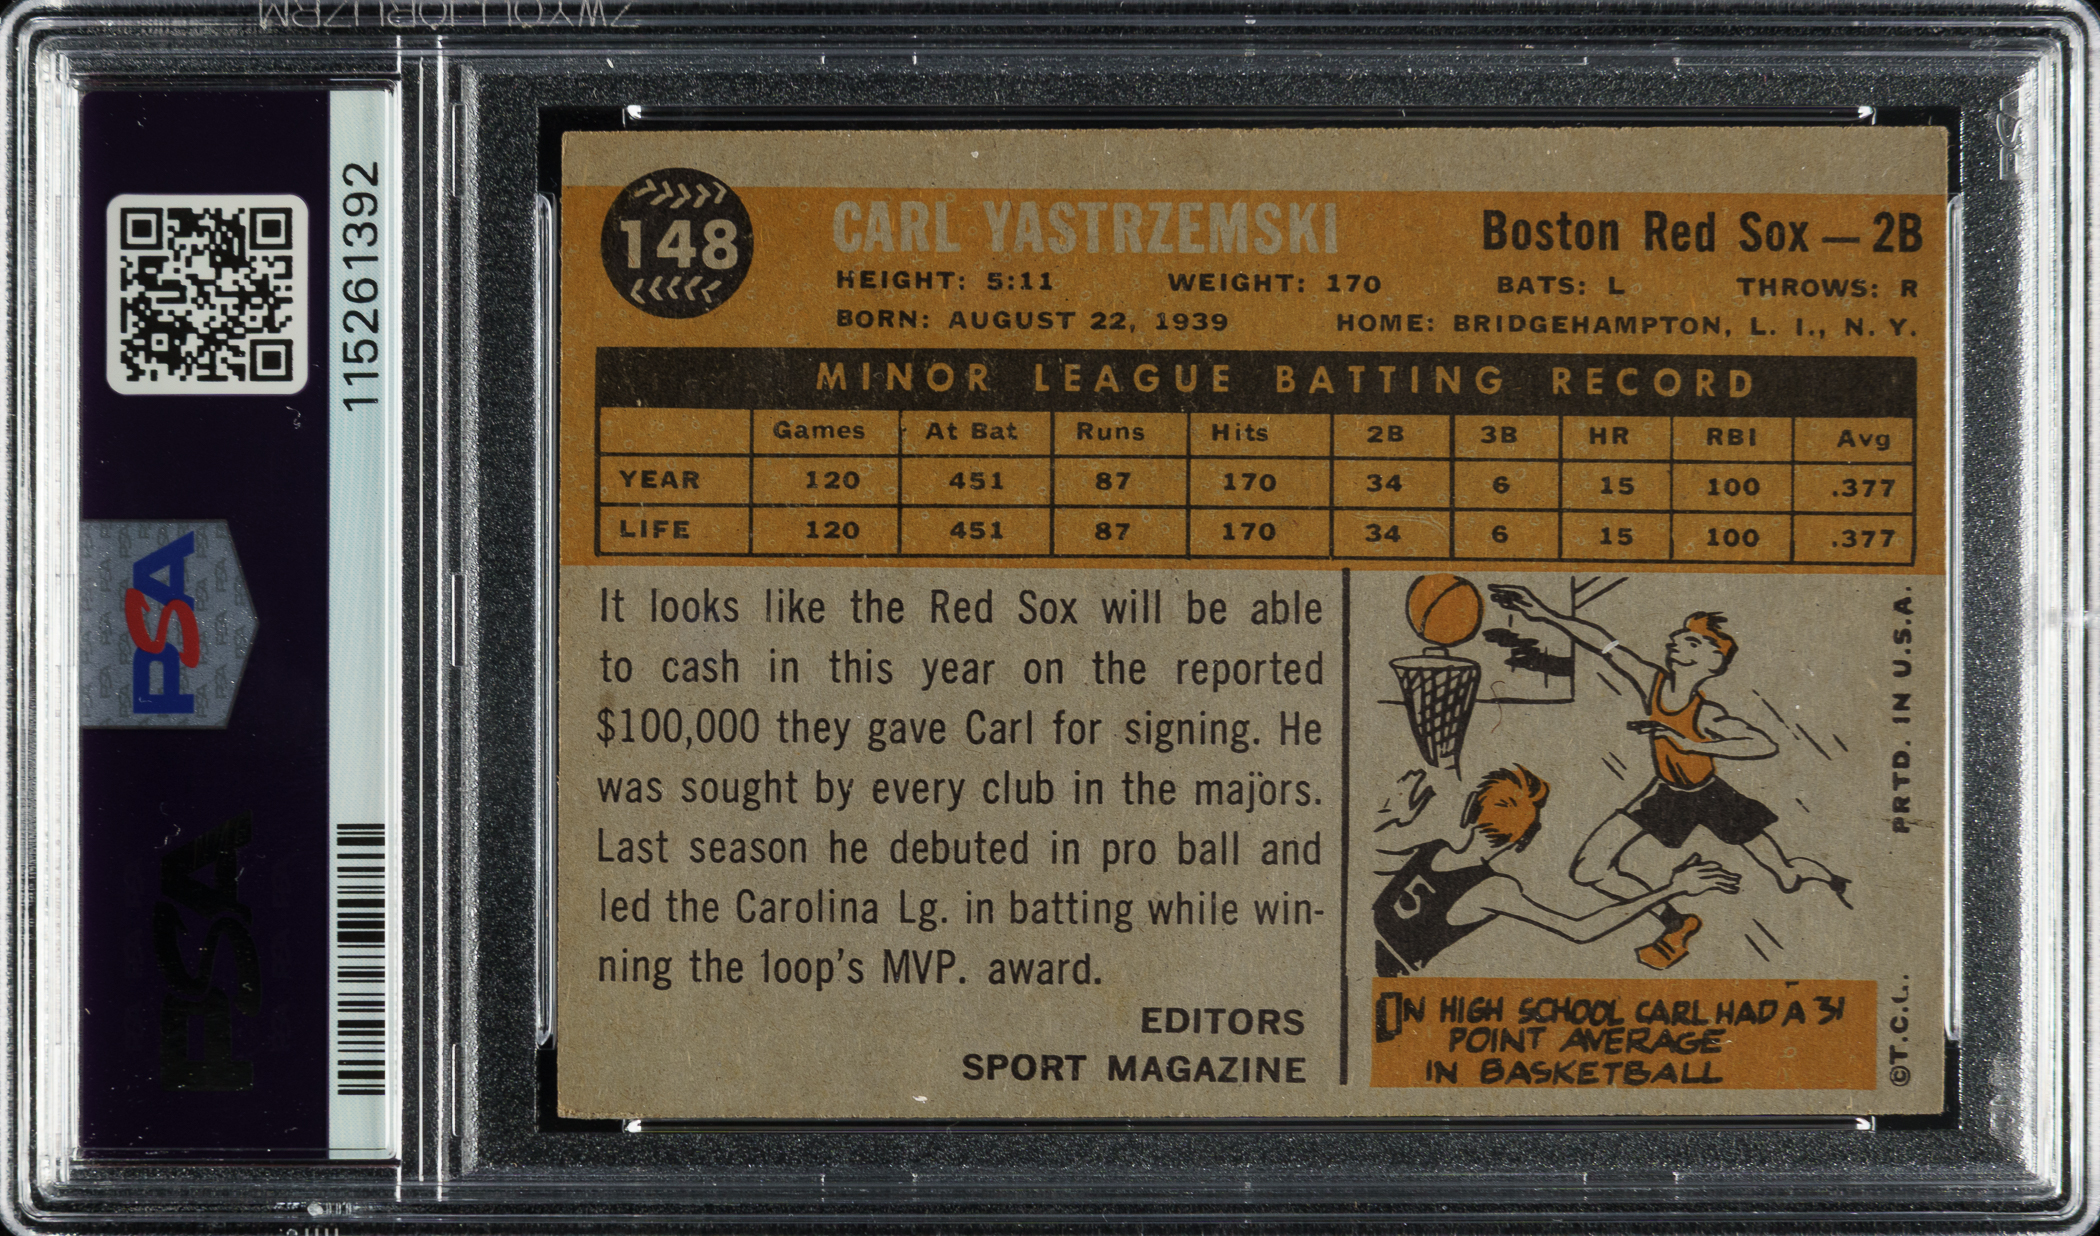 115261392
PSA
148
CARL YASTRZEMSKI
Boston Red Sox — 2B
HEIGHT: 5:11 WEIGHT: 170 BATS: L THROWS: R
BORN: AUGUST 22, 1939 HOME: BRIDGEHAMPTON, L. I., N. Y.
MINOR LEAGUE BATTING RECORD
Games At Bat Runs Hits 2B 3B HR RBI Avg
YEAR 120 451 87 170 34 6 15 100 .377
LIFE 120 451 87 170 34 6 15 100 .377
It looks like the Red Sox will be able
to cash in this year on the reported
$100,000 they gave Carl for signing. He
was sought by every club in the majors.
Last season he debuted in pro ball and
led the Carolina Lg. in batting while win-
ning the loop's MVP. award.
EDITORS
SPORT MAGAZINE
5
IN HIGH SCHOOL CARL HAD A 31
POINT AVERAGE
IN BASKETBALL
PRTD. IN U.S.A.
©T.C.G.
PSA